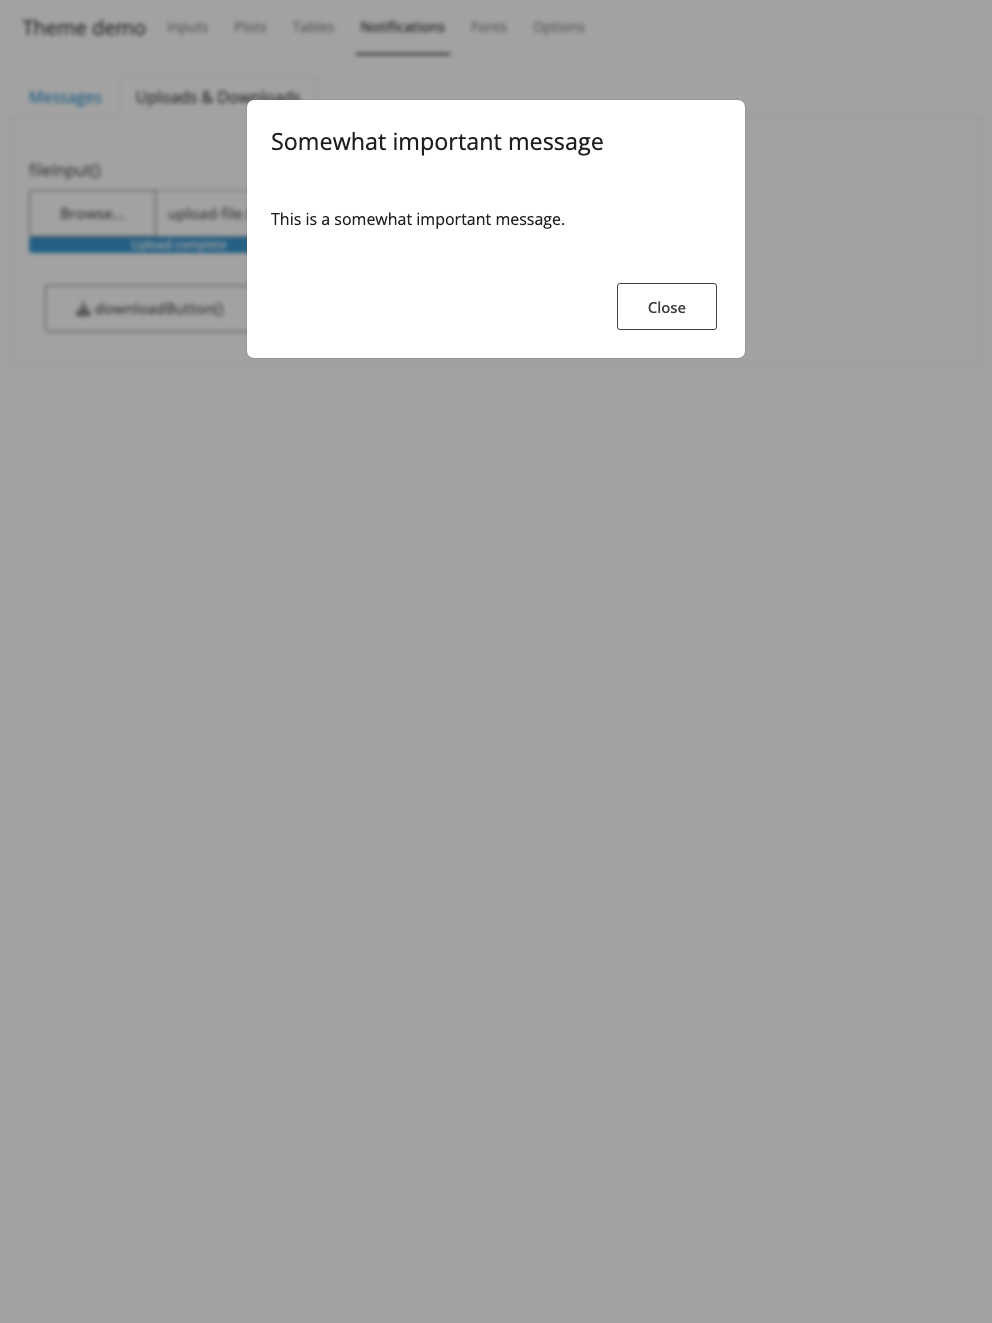 Theme demo Inputs Plots Tables Notifications Fonts Options
Messages Uploads & Downloads
Somewhat important message
fileInput()
Browse... upload-file.
This is a somewhat important message.
Upload complete
downloadButton()
Close